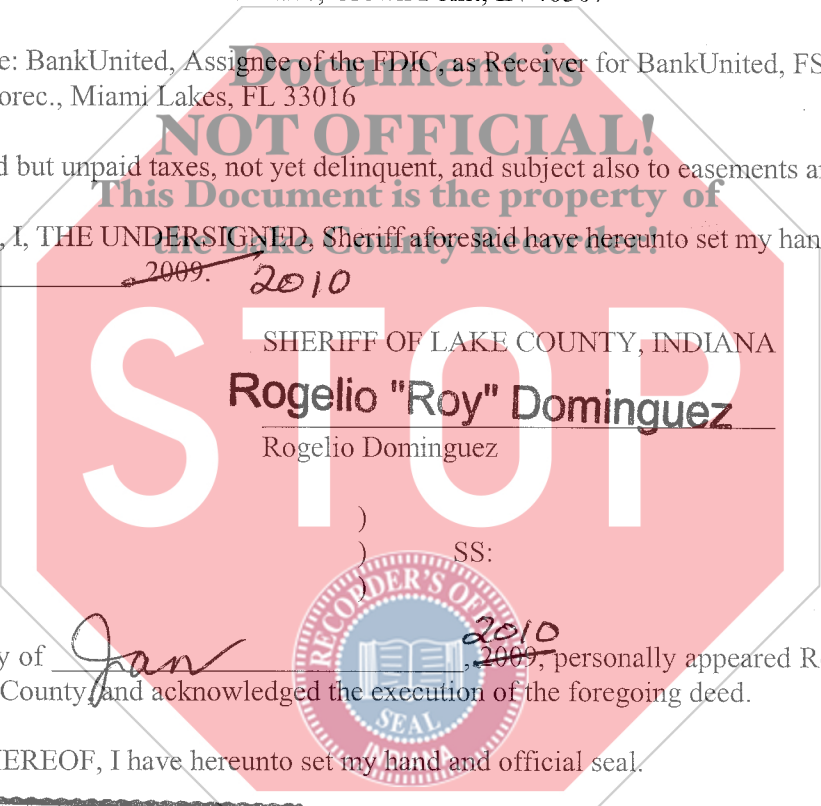 e: BankUnited, Assignee of the FDIC, as Receiver for BankUnited, FS
Document is
orec., Miami Lakes, FL 33016
NOT OFFICIAL!
d but unpaid taxes, not yet delinquent, and subject also to easements a
This Document is the property of
, I, THE UNDERSIGNED, Sheriff aforesaid have hereunto set my han
the Lake County Recorder!
, 2009. 2010
STOP
SHERIFF OF LAKE COUNTY, INDIANA
Rogelio "Roy" Dominguez
Rogelio Dominguez
)
) SS:
)
RECORDER'S OF
SEAL
INDIANA
2010
y of Jan , 2009, personally appeared R
County, and acknowledged the execution of the foregoing deed.
HEREOF, I have hereunto set my hand and official seal.